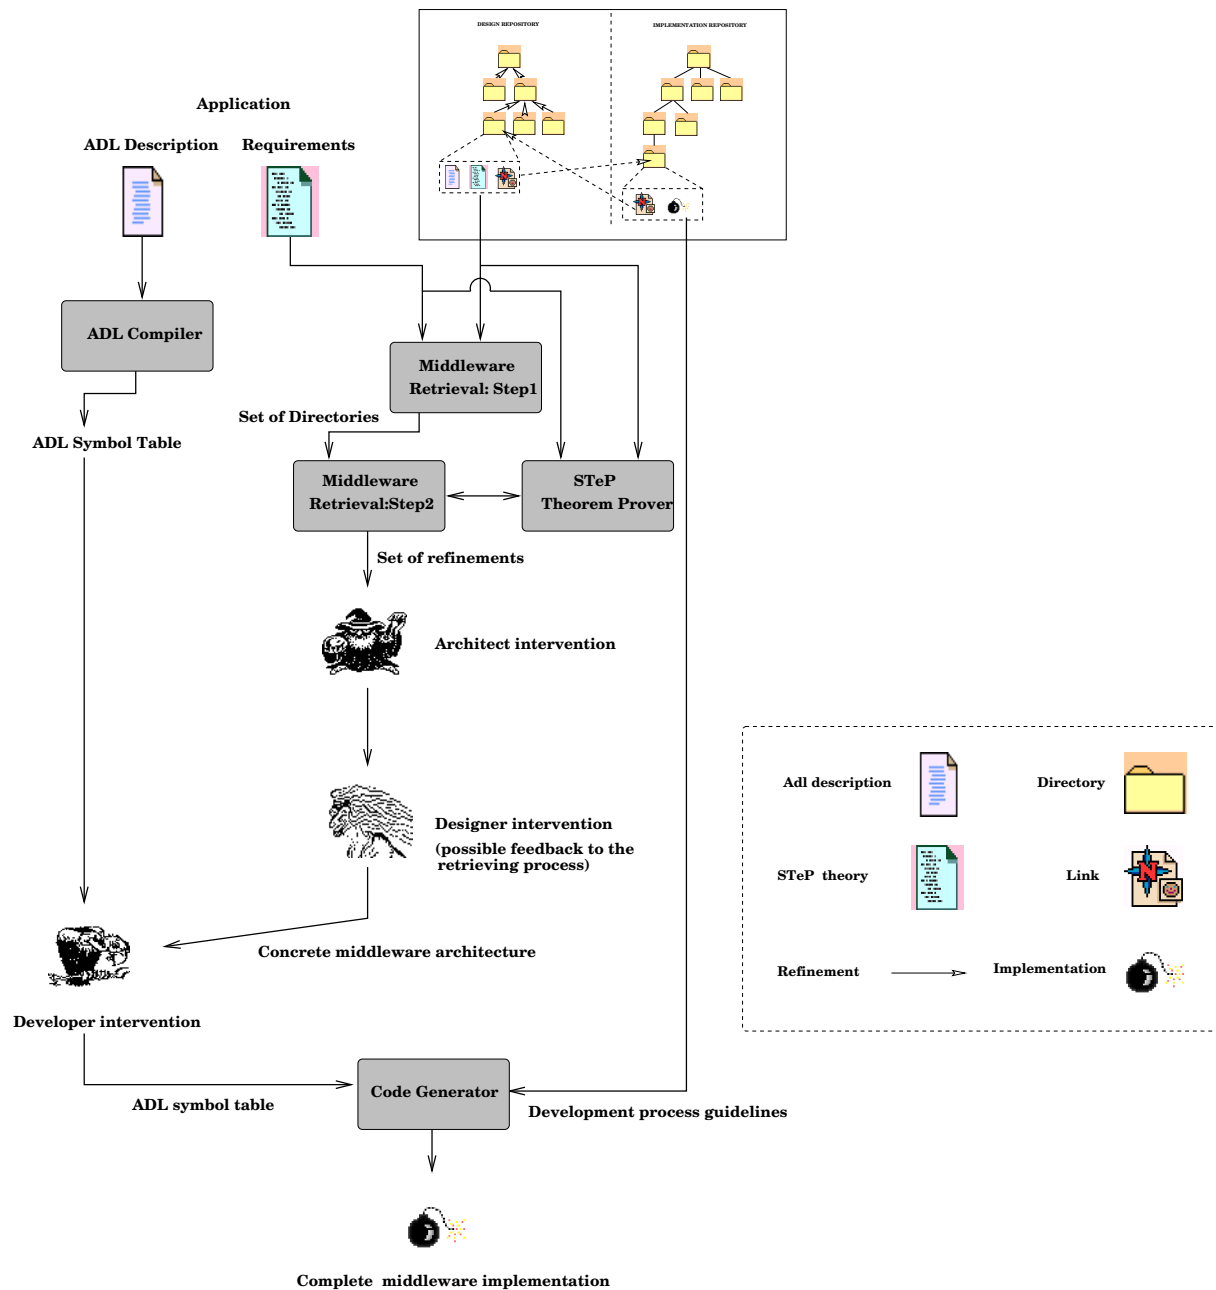 DESIGN REPOSITORY
IMPLEMENTATION REPOSITORY
Application
ADL Description
Requirements
ADL Compiler
Middleware
Retrieval: Step1
Set of Directories
ADL Symbol Table
Middleware
Retrieval:Step2
STeP
Theorem Prover
Set of refinements
Architect intervention
Designer intervention
(possible feedback to the
retrieving process)
Concrete middleware architecture
Developer intervention
ADL symbol table
Code Generator
Development process guidelines
Complete middleware implementation
Adl description
Directory
STeP theory
Link
Refinement
Implementation